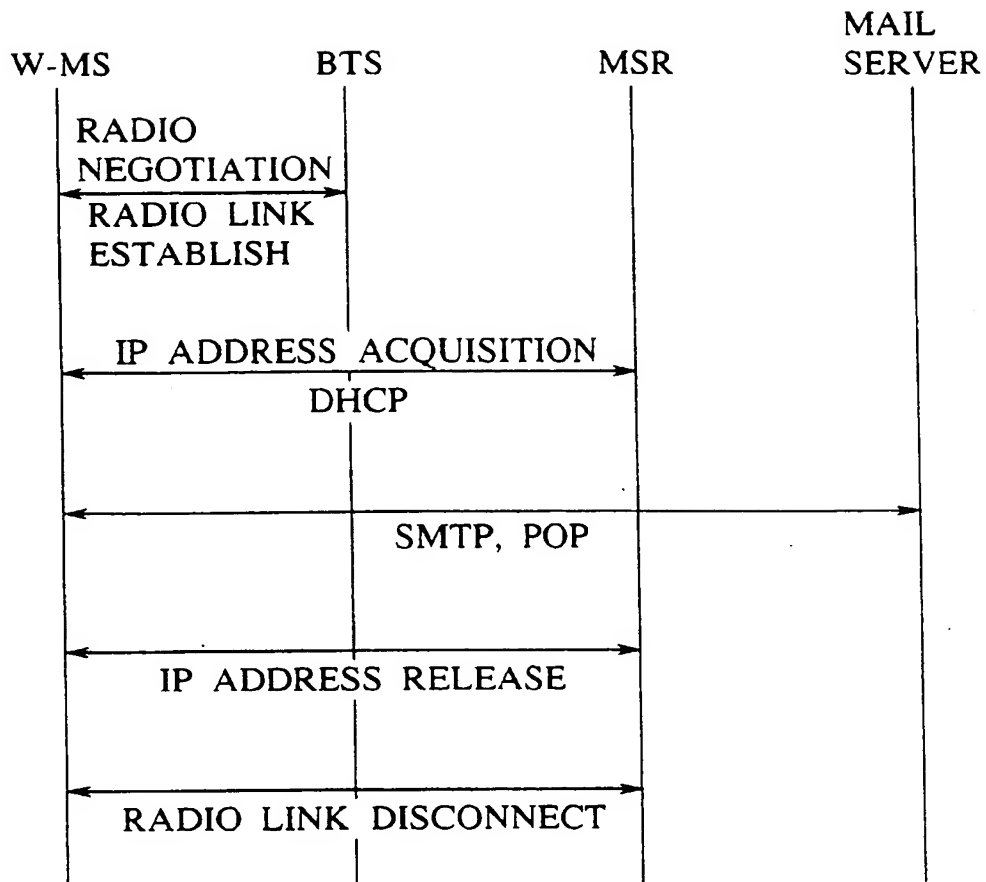 W-MS BTS MSR MAIL SERVER
RADIO
NEGOTIATION
RADIO LINK
ESTABLISH
IP ADDRESS ACQUISITION
DHCP
SMTP, POP
IP ADDRESS RELEASE
RADIO LINK DISCONNECT